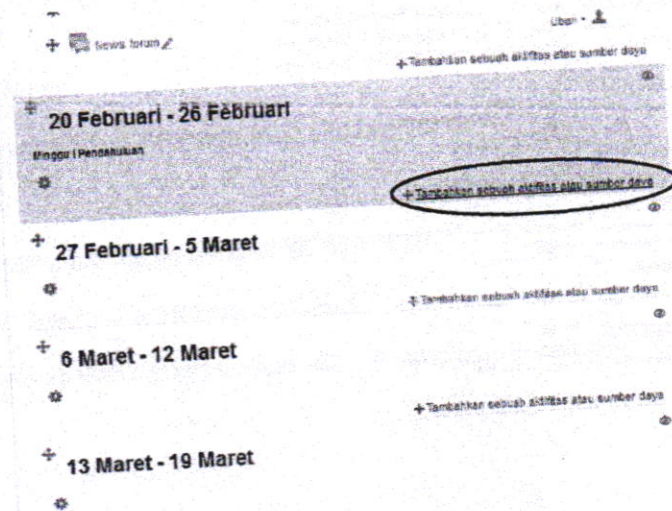 Ubah
News forum
+ Tambahkan sebuah aktifitas atau sumber daya
20 Februari - 26 Februari
Minggu I Pendahuluan
+ Tambahkan sebuah aktifitas atau sumber daya
27 Februari - 5 Maret
+ Tambahkan sebuah aktifitas atau sumber daya
6 Maret - 12 Maret
+ Tambahkan sebuah aktifitas atau sumber daya
13 Maret - 19 Maret